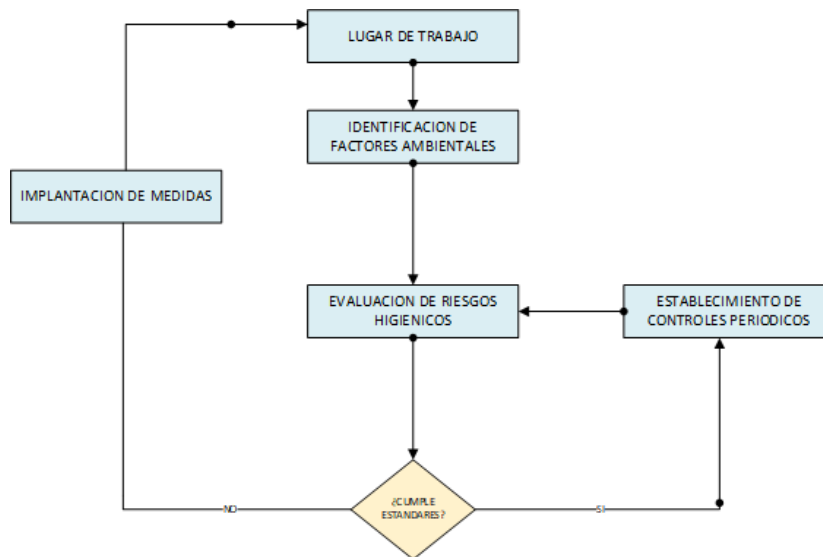 LUGAR DE TRABAJO
IDENTIFICACION DE
FACTORES AMBIENTALES
IMPLANTACION DE MEDIDAS
EVALUACION DE RIESGOS
HIGIENICOS
ESTABLECIMIENTO DE
CONTROLES PERIODICOS
¿CUMPLE
ESTANDARES?
NO
SI